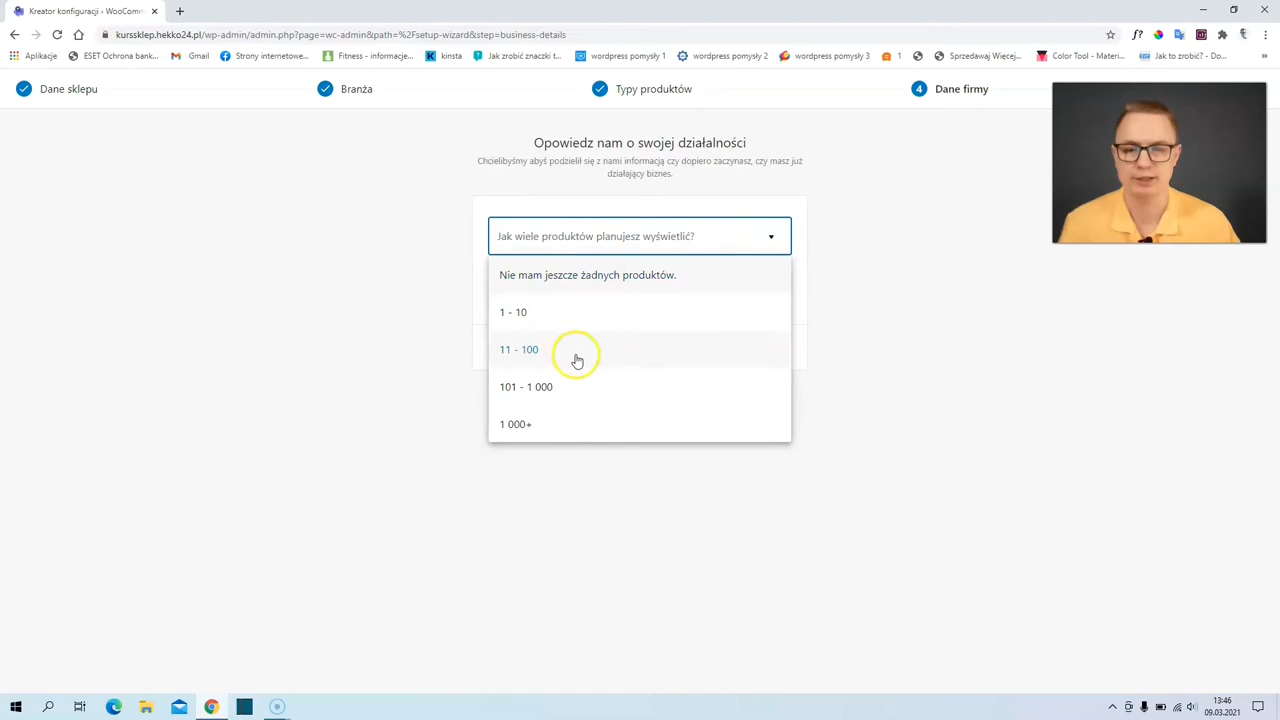 Kreator konfiguracji ‹ WooComm
kurssklep.hekko24.pl/wp-admin/admin.php?page=wc-admin&path=%2Fsetup-wizard&step=business-details
Aplikacje
ESET Ochrona bank...
Gmail
Strony internetowe...
Fitness - informacje...
kinsta
Jak zrobić znaczki t...
wordpress pomysły 1
wordpress pomysły 2
wordpress pomysły 3
1
Sprzedawaj Więcej...
Color Tool - Materi...
Jak to zrobić? - Do...
»
Dane sklepu
Branża
Typy produktów
4 Dane firmy
Opowiedz nam o swojej działalności
Chcielibyśmy abyś podzielił się z nami informacją czy dopiero zaczynasz, czy masz już
działający biznes.
Jak wiele produktów planujesz wyświetlić?
Nie mam jeszcze żadnych produktów.
1 - 10
11 - 100
101 - 1 000
1 000+
13:46
09.03.2021